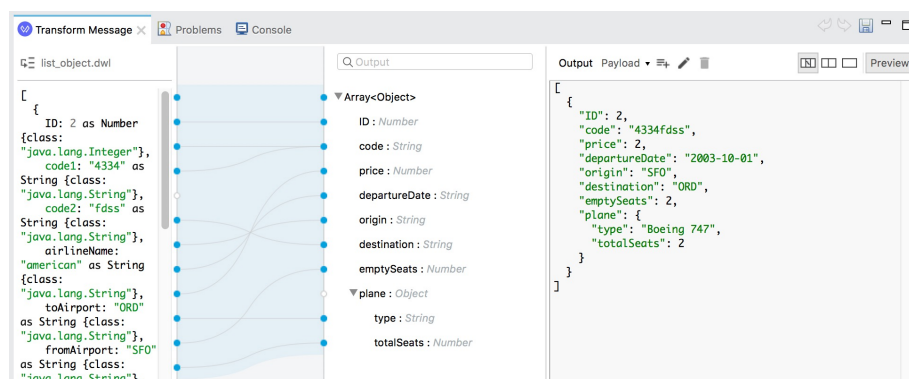 Transform Message
Problems
Console
list_object.dwl
[
{
ID: 2 as Number
{class:
"java.lang.Integer"},
code1: "4334" as
String {class:
"java.lang.String"},
code2: "fdss" as
String {class:
"java.lang.String"},
airlineName:
"american" as String
{class:
"java.lang.String"},
toAirport: "ORD"
as String {class:
"java.lang.String"},
fromAirport: "SFO"
as String {class:
"java.lang.String"},
Output
Array<Object>
ID : Number
code : String
price : Number
departureDate : String
origin : String
destination : String
emptySeats : Number
plane : Object
type : String
totalSeats : Number
Output Payload
Preview
[
{
"ID": 2,
"code": "4334fdss",
"price": 2,
"departureDate": "2003-10-01",
"origin": "SFO",
"destination": "ORD",
"emptySeats": 2,
"plane": {
"type": "Boeing 747",
"totalSeats": 2
}
}
]